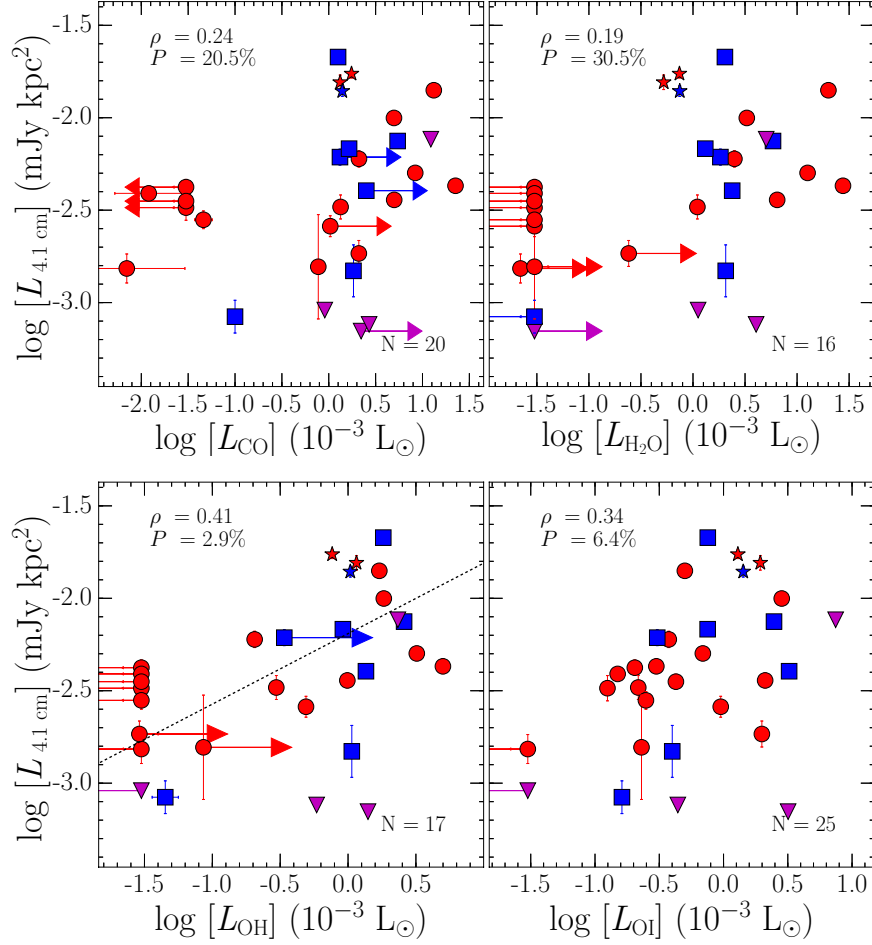 ρ = 0.24
P = 20.5%
N = 20
-1.5
-2.0
-2.5
-3.0
log [L 4.1 cm] (mJy kpc²)
-2.0 -1.5 -1.0 -0.5 0.0 0.5 1.0 1.5
log [L_CO] (10⁻³ L_⊙)
ρ = 0.19
P = 30.5%
N = 16
-1.5 -1.0 -0.5 0.0 0.5 1.0 1.5
log [L_H₂O] (10⁻³ L_⊙)
ρ = 0.41
P = 2.9%
N = 17
-1.5
-2.0
-2.5
-3.0
log [L 4.1 cm] (mJy kpc²)
-1.5 -1.0 -0.5 0.0 0.5
log [L_OH] (10⁻³ L_⊙)
ρ = 0.34
P = 6.4%
N = 25
-1.5 -1.0 -0.5 0.0 0.5 1.0
log [L_OI] (10⁻³ L_⊙)